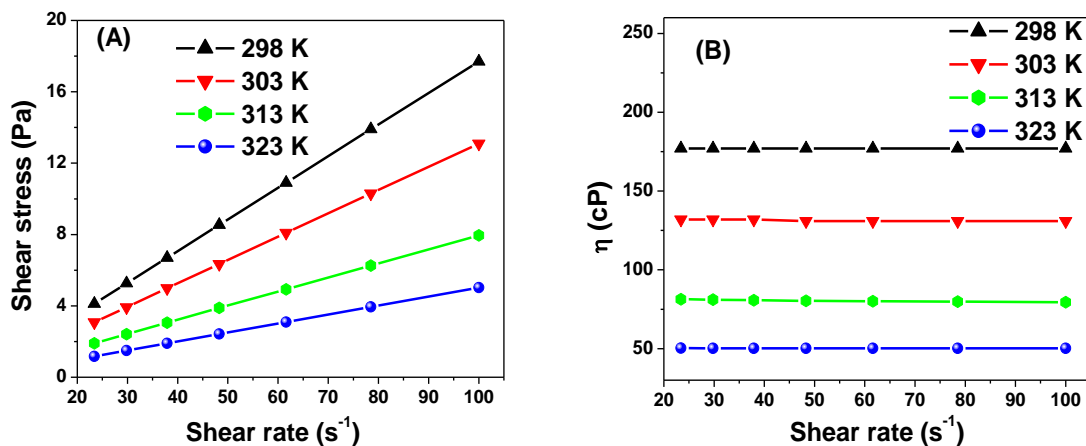 (A)
298 K
303 K
313 K
323 K
20
16
12
8
4
0
Shear stress (Pa)
20 30 40 50 60 70 80 90 100
Shear rate (s⁻¹)
(B)
298 K
303 K
313 K
323 K
250
200
150
100
50
η (cP)
20 30 40 50 60 70 80 90 100
Shear rate (s⁻¹)